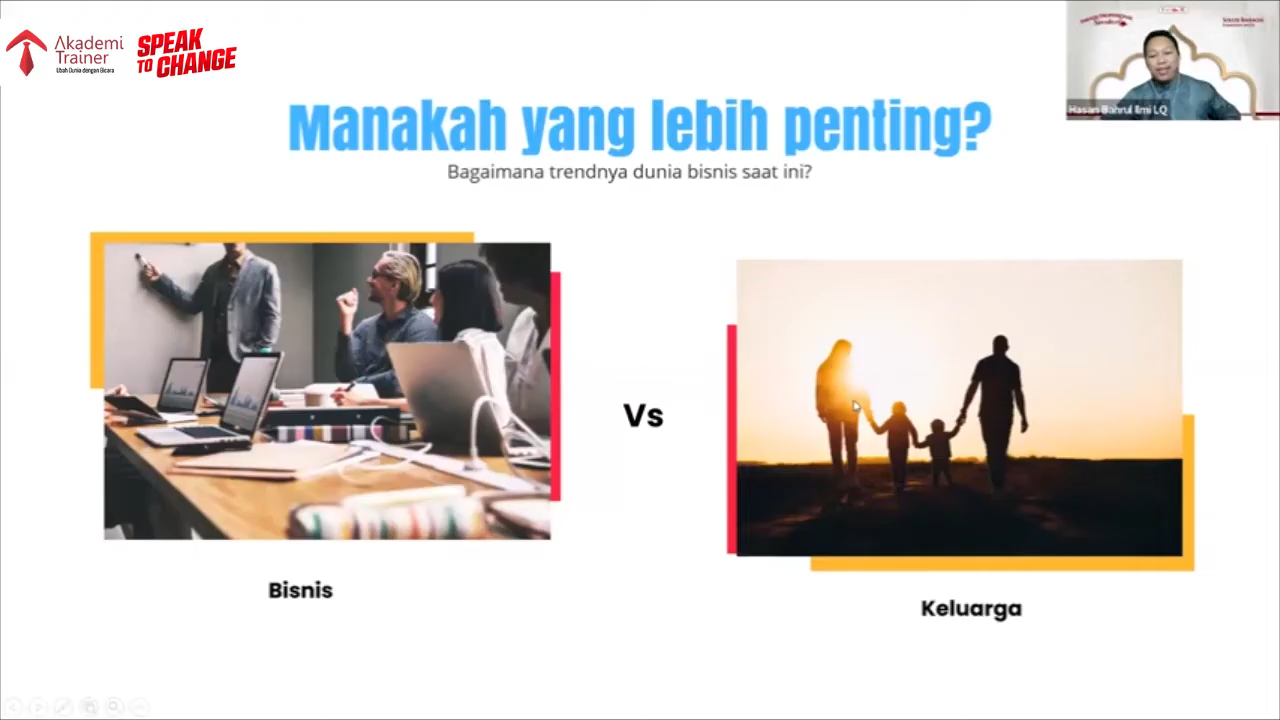 Akademi
Trainer
Ubah Dunia dengan Bicara
SPEAK
TO CHANGE
Hasan Bahrul Ilmi LQ
Manakah yang lebih penting?
Bagaimana trendnya dunia bisnis saat ini?
Vs
Bisnis
Keluarga